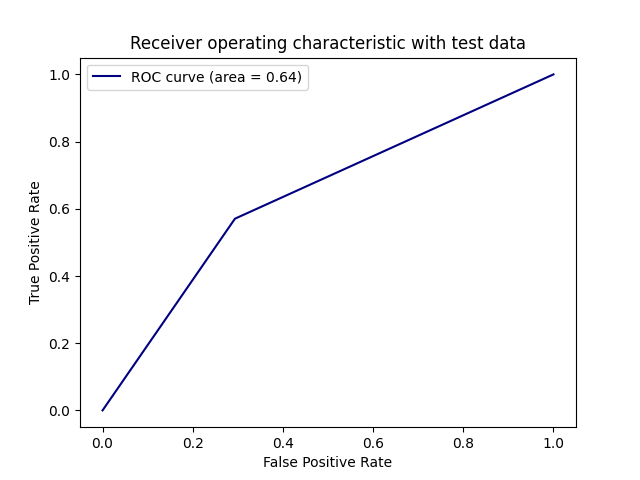 Receiver operating characteristic with test data
ROC curve (area = 0.64)
True Positive Rate
1.0
0.8
0.6
0.4
0.2
0.0
0.0 0.2 0.4 0.6 0.8 1.0
False Positive Rate